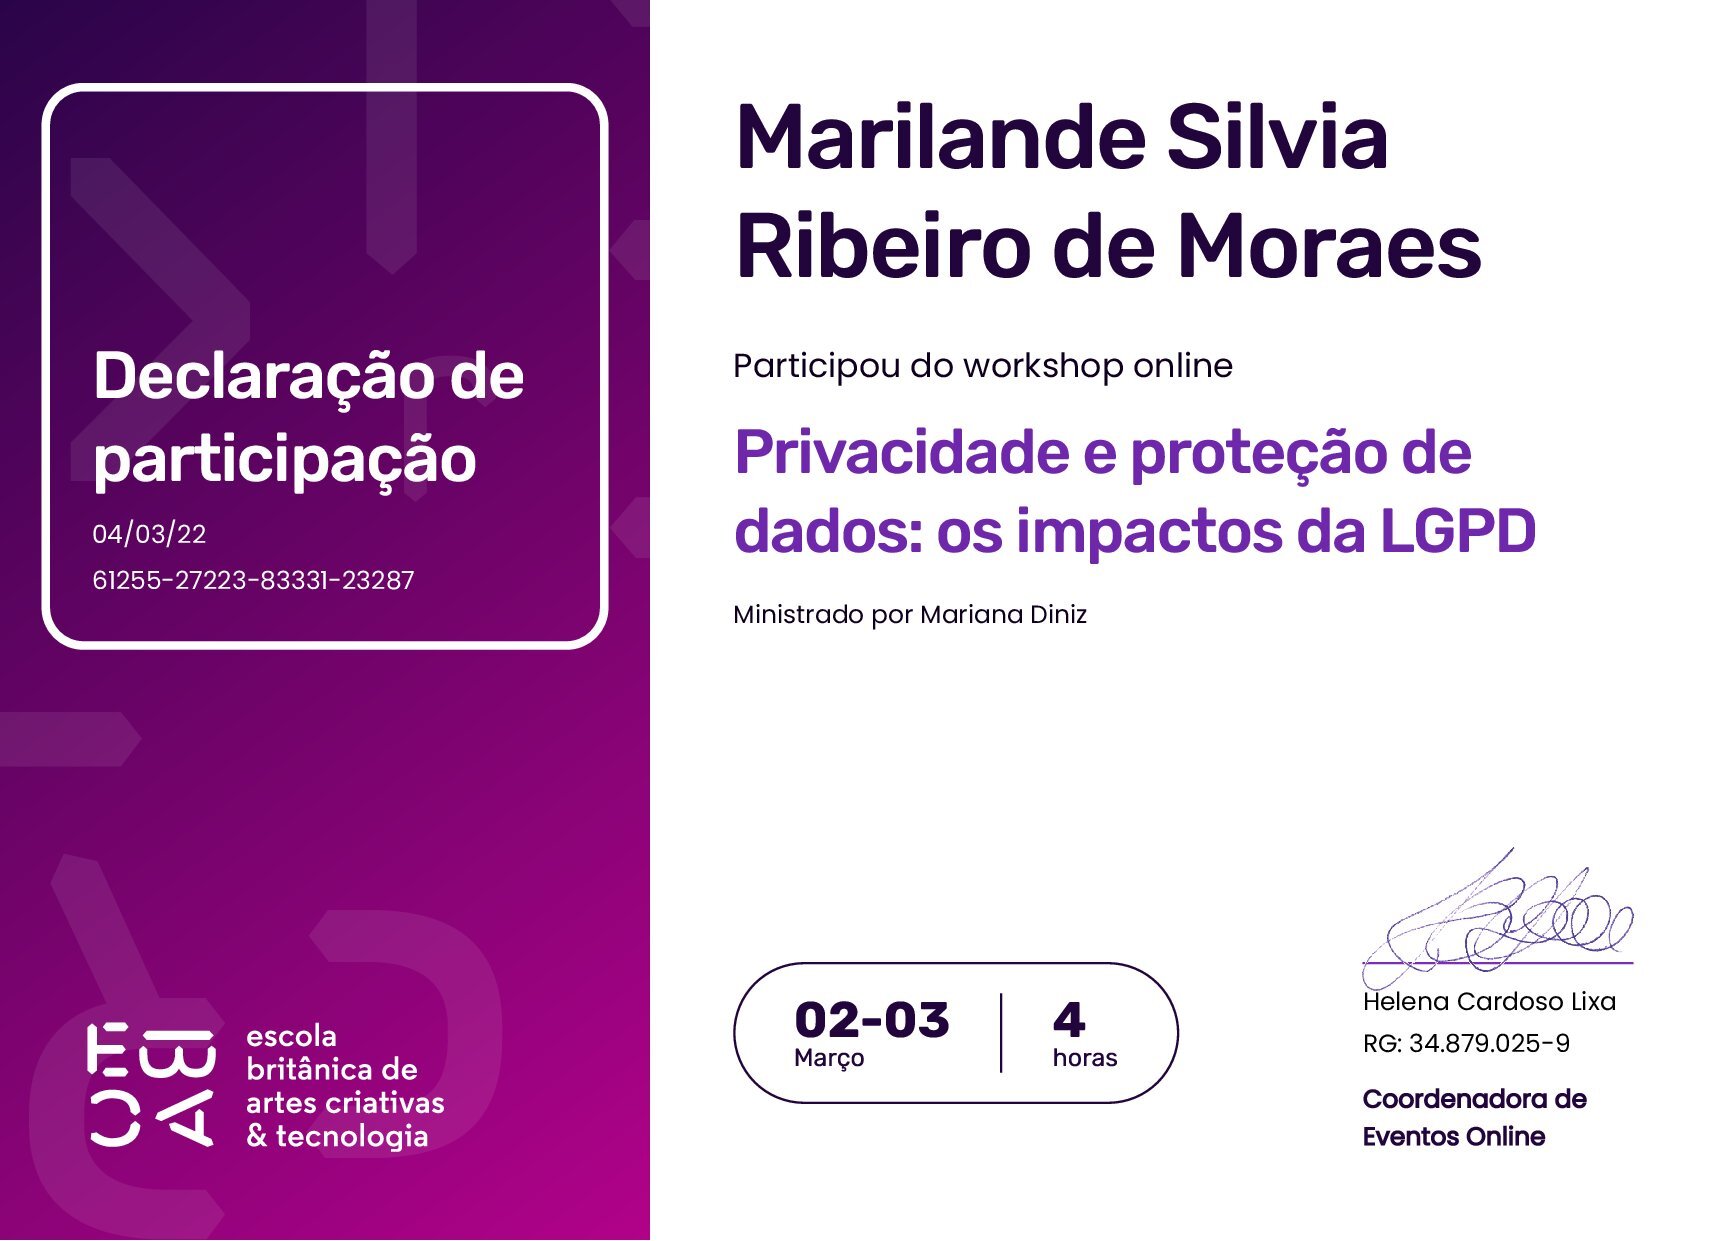 Declaração de
participação
04/03/22
61255-27223-83331-23287
EBAC
escola
britânica de
artes criativas
& tecnologia
Marilande Silvia
Ribeiro de Moraes
Participou do workshop online
Privacidade e proteção de
dados: os impactos da LGPD
Ministrado por Mariana Diniz
02-03
Março
4
horas
Helena Cardoso Lixa
RG: 34.879.025-9
Coordenadora de
Eventos Online